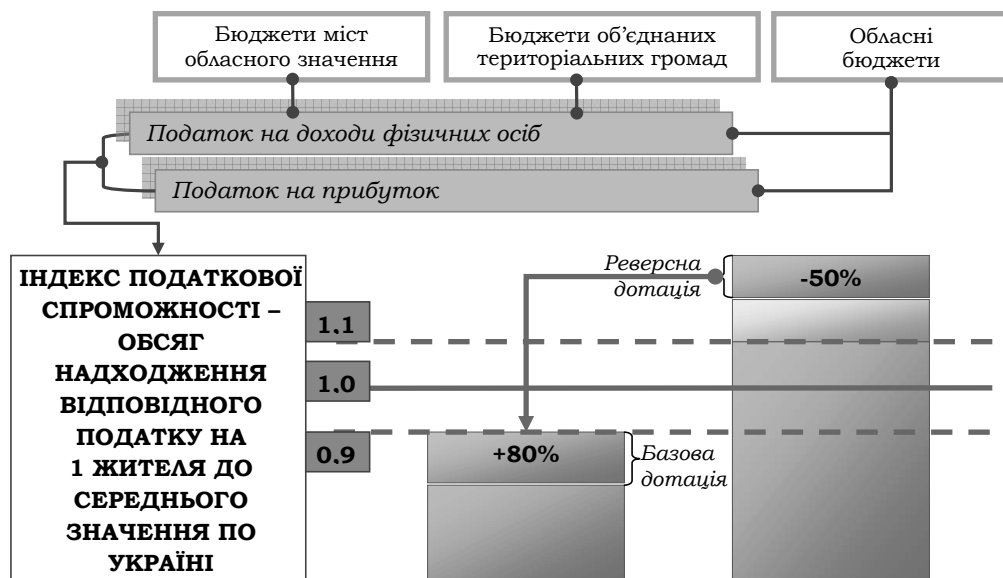 Бюджети міст
обласного значення
Бюджети об’єднаних
територіальних громад
Обласні
бюджети
Податок на доходи фізичних осіб
Податок на прибуток
ІНДЕКС ПОДАТКОВОЇ
СПРОМОЖНОСТІ –
ОБСЯГ
НАДХОДЖЕННЯ
ВІДПОВІДНОГО
ПОДАТКУ НА
1 ЖИТЕЛЯ ДО
СЕРЕДНЬОГО
ЗНАЧЕННЯ ПО
УКРАЇНІ
1,1
1,0
0,9
Реверсна
дотація
-50%
+80%
Базова
дотація